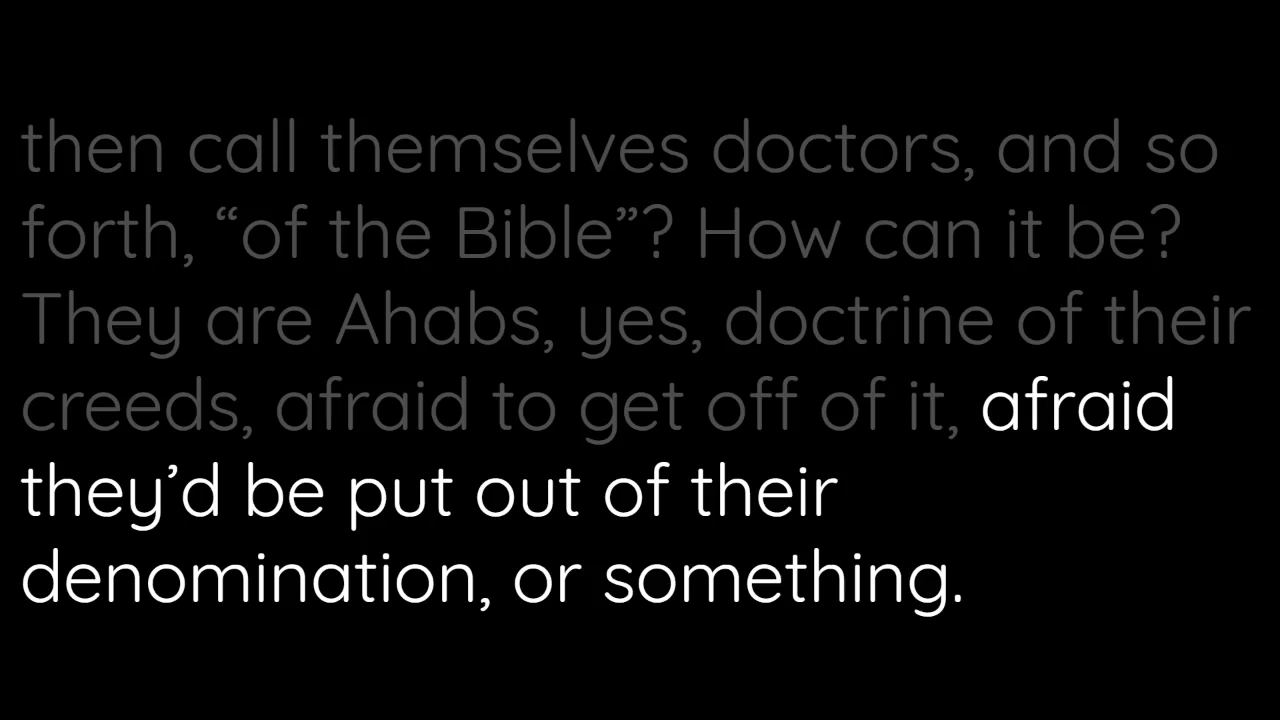 then call themselves doctors, and so
forth, “of the Bible”? How can it be?
They are Ahabs, yes, doctrine of their
creeds, afraid to get off of it, afraid
they’d be put out of their
denomination, or something.